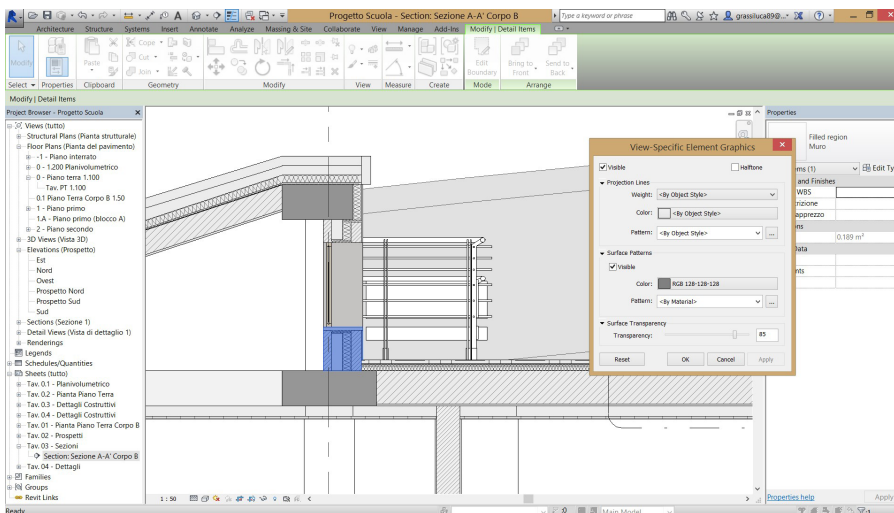 Progetto Scuola - Section: Sezione A-A' Corpo B
Type a keyword or phrase
grassiluca89@...
Architecture Structure Systems Insert Annotate Analyze Massing & Site Collaborate View Manage Add-Ins Modify | Detail Items
Modify
Properties
Paste
Cope
Cut
Join
Edit Boundary
Bring to Front
Send to Back
Select Properties Clipboard Geometry Modify View Measure Create Mode Arrange
Modify | Detail Items
Project Browser - Progetto Scuola
Views (tutto)
Structural Plans (Pianta strutturale)
Floor Plans (Pianta del pavimento)
-1 - Piano interrato
0 - 1.200 Planivolumetrico
0 - Piano terra 1.100
Tav. PT 1.100
0.1 Piano Terra Corpo B 1.50
1 - Piano primo
1.A - Piano primo (blocco A)
2 - Piano secondo
3D Views (Vista 3D)
Elevations (Prospetto)
Est
Nord
Ovest
Prospetto Nord
Prospetto Sud
Sud
Sections (Sezione 1)
Detail Views (Vista di dettaglio 1)
Renderings
Legends
Schedules/Quantities
Sheets (tutto)
Tav. 0.1 - Planivolumetrico
Tav. 0.2 - Pianta Piano Terra
Tav. 0.3 - Dettagli Costruttivi
Tav. 0.4 - Dettagli Costruttivi
Tav. 01 - Pianta Piano Terra Corpo B
Tav. 02 - Prospetti
Tav. 03 - Sezioni
Section: Sezione A-A' Corpo B
Tav. 04 - Dettagli
Families
Groups
Revit Links
View-Specific Element Graphics
Visible
Halftone
Projection Lines
Weight: <By Object Style>
Color: <By Object Style>
Pattern: <By Object Style> ...
Surface Patterns
Visible
Color: RGB 128-128-128
Pattern: <By Material> ...
Surface Transparency
Transparency: 85
Reset OK Cancel Apply
Properties
Filled region
Muro
ms (1)
Edit Ty
and Finishes
WBS
rizione
apprezzo
ns
0.189 m²
Data
nts
Properties help
Apply
1 : 50
Ready
:0
Main Model
:1